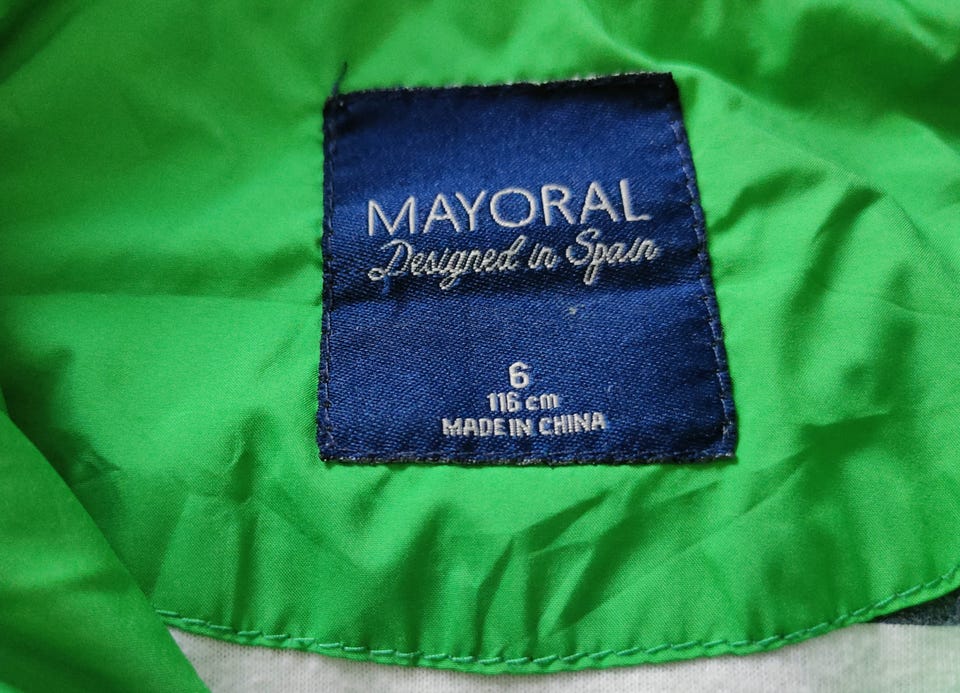 MAYORAL
Designed in Spain
6
116 cm
MADE IN CHINA